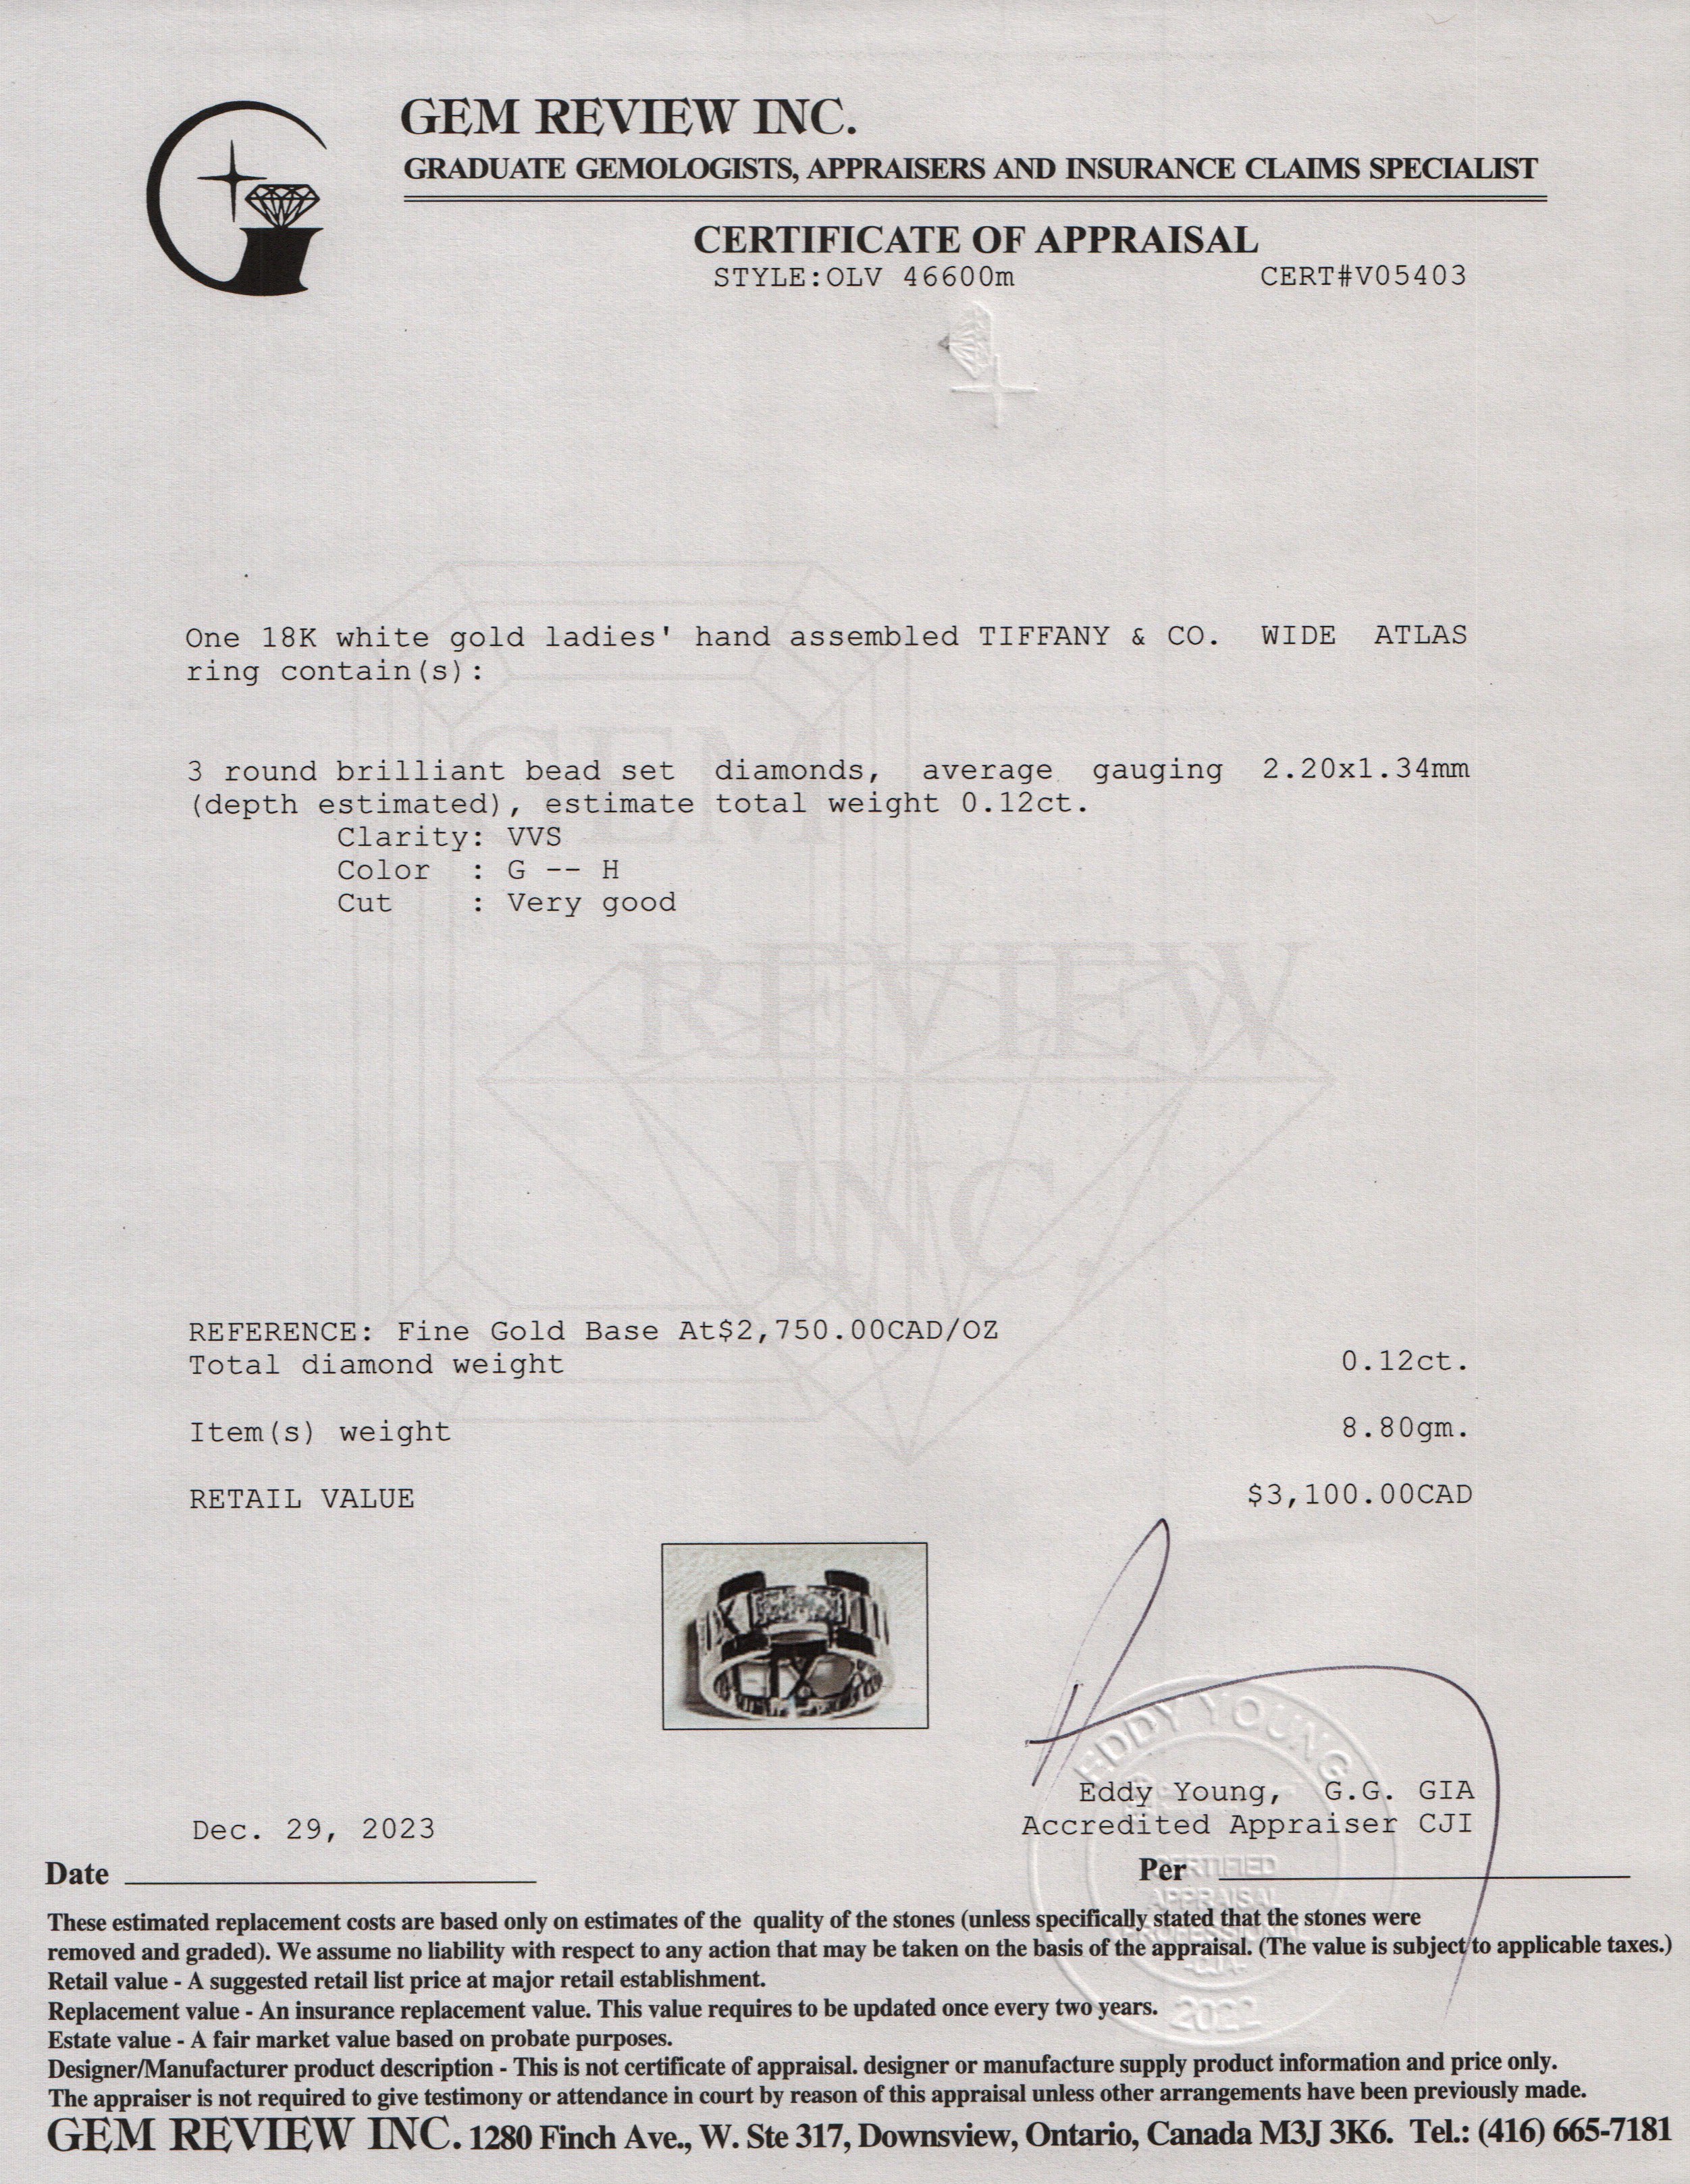 GEM REVIEW INC.
GRADUATE GEMOLOGISTS, APPRAISERS AND INSURANCE CLAIMS SPECIALIST
CERTIFICATE OF APPRAISAL
STYLE:OLV 46600m CERT#V05403
One 18K white gold ladies' hand assembled TIFFANY & CO. WIDE ATLAS
ring contain(s):
3 round brilliant bead set diamonds, average gauging 2.20x1.34mm
(depth estimated), estimate total weight 0.12ct.
Clarity: VVS
Color : G -- H
Cut : Very good
GEM
REVIEW
INC.
REFERENCE: Fine Gold Base At$2,750.00CAD/OZ
Total diamond weight 0.12ct.
Item(s) weight 8.80gm.
RETAIL VALUE $3,100.00CAD
EDDY YOUNG
Eddy Young, G.G. GIA
Accredited Appraiser CJI
Dec. 29, 2023
Date
Per
CERTIFIED
APPRAISAL
PROFESSIONAL
-CJA-
2022
These estimated replacement costs are based only on estimates of the quality of the stones (unless specifically stated that the stones were
removed and graded). We assume no liability with respect to any action that may be taken on the basis of the appraisal. (The value is subject to applicable taxes.)
Retail value - A suggested retail list price at major retail establishment.
Replacement value - An insurance replacement value. This value requires to be updated once every two years.
Estate value - A fair market value based on probate purposes.
Designer/Manufacturer product description - This is not certificate of appraisal. designer or manufacture supply product information and price only.
The appraiser is not required to give testimony or attendance in court by reason of this appraisal unless other arrangements have been previously made.
GEM REVIEW INC. 1280 Finch Ave., W. Ste 317, Downsview, Ontario, Canada M3J 3K6. Tel.: (416) 665-7181